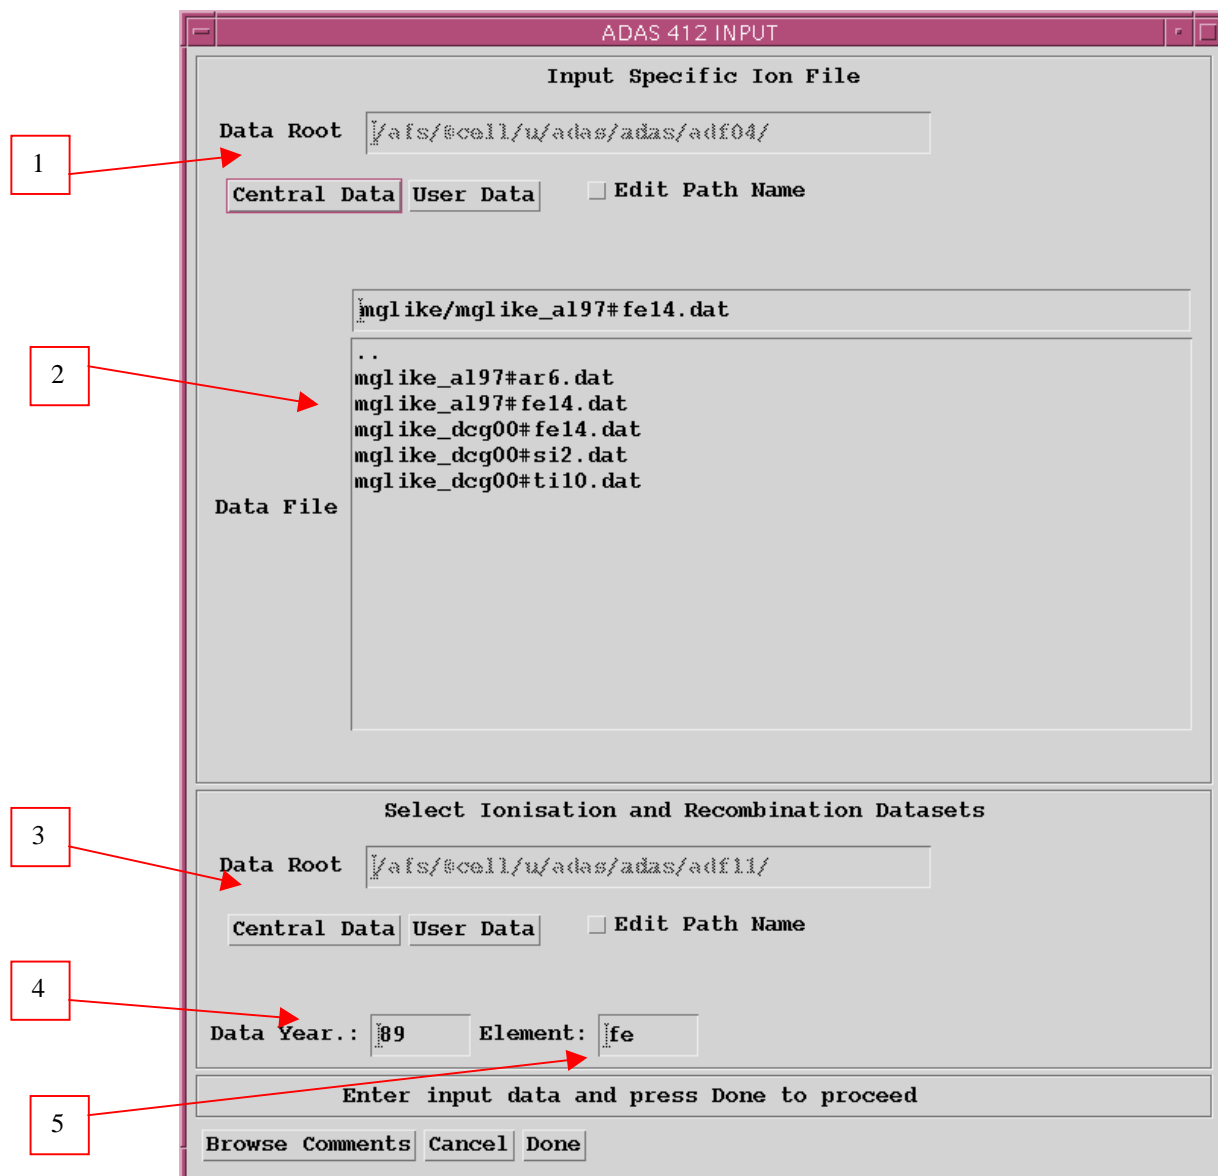 ADAS 412 INPUT
Input Specific Ion File
1
Data Root /afs/@cell/u/adas/adas/adf04/
Central Data User Data Edit Path Name
mglike/mglike_al97#fe14.dat
2
..
mglike_al97#ar6.dat
mglike_al97#fe14.dat
mglike_dcg00#fe14.dat
mglike_dcg00#si2.dat
mglike_dcg00#ti10.dat
Data File
Select Ionisation and Recombination Datasets
3
Data Root /afs/@cell/u/adas/adas/adf11/
Central Data User Data Edit Path Name
4
Data Year.: 89 Element: fe
Enter input data and press Done to proceed
5
Browse Comments Cancel Done